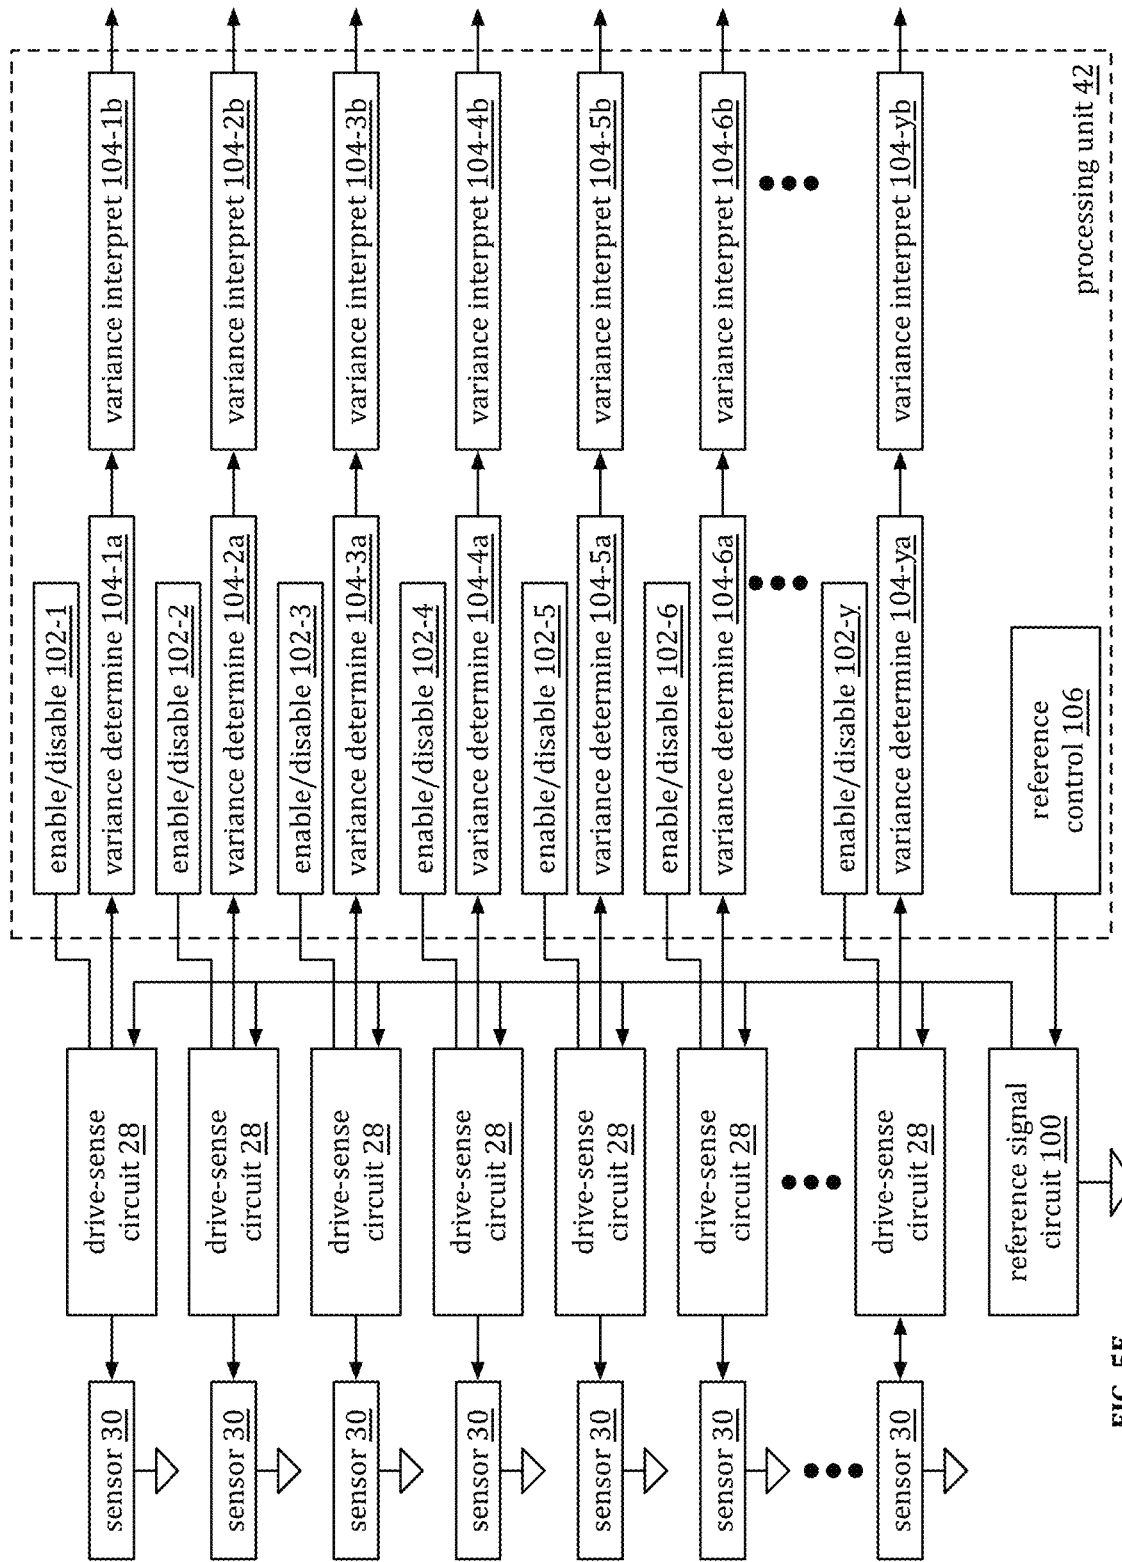 sensor 30
drive-sense
circuit 28
enable/disable 102-1
variance determine 104-1a
variance interpret 104-1b
sensor 30
drive-sense
circuit 28
enable/disable 102-2
variance determine 104-2a
variance interpret 104-2b
sensor 30
drive-sense
circuit 28
enable/disable 102-3
variance determine 104-3a
variance interpret 104-3b
sensor 30
drive-sense
circuit 28
enable/disable 102-4
variance determine 104-4a
variance interpret 104-4b
sensor 30
drive-sense
circuit 28
enable/disable 102-5
variance determine 104-5a
variance interpret 104-5b
sensor 30
drive-sense
circuit 28
enable/disable 102-6
variance determine 104-6a
variance interpret 104-6b
sensor 30
drive-sense
circuit 28
enable/disable 102-y
variance determine 104-ya
variance interpret 104-yb
reference signal
circuit 100
reference
control 106
processing unit 42
FIG.